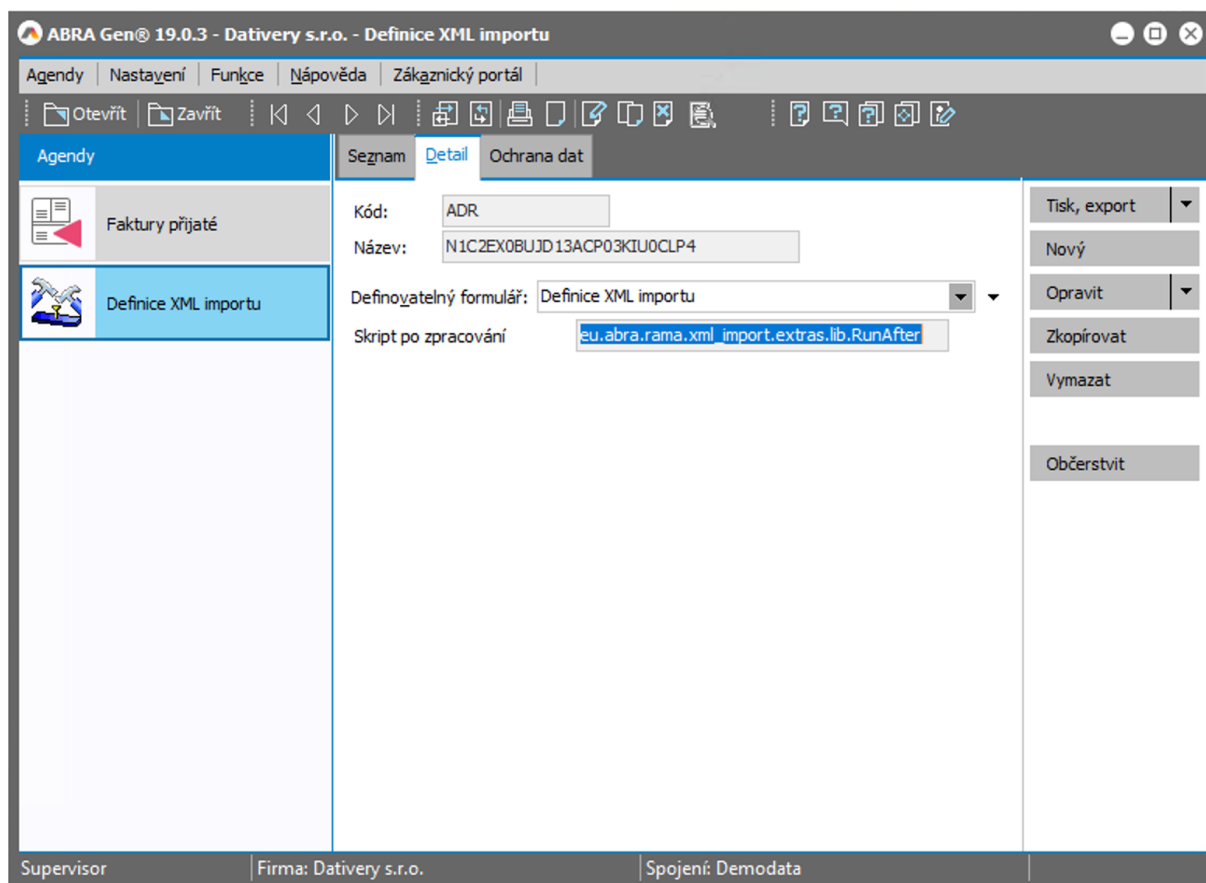 ABRA Gen® 19.0.3 - Dativery s.r.o. - Definice XML importu
Agendy Nastavení Funkce Nápověda Zákaznický portál
Otevřít Zavřít
Agendy
Seznam Detail Ochrana dat
Faktury přijaté
Definice XML importu
Kód: ADR
Název: N1C2EX0BUJD13ACP03KIU0CLP4
Definovatelný formulář: Definice XML importu
Skript po zpracování eu.abra.rama.xml_import.extras.lib.RunAfter
Tisk, export
Nový
Opravit
Zkopírovat
Vymazat
Občerstvit
Supervisor Firma: Dativery s.r.o. Spojení: Demodata